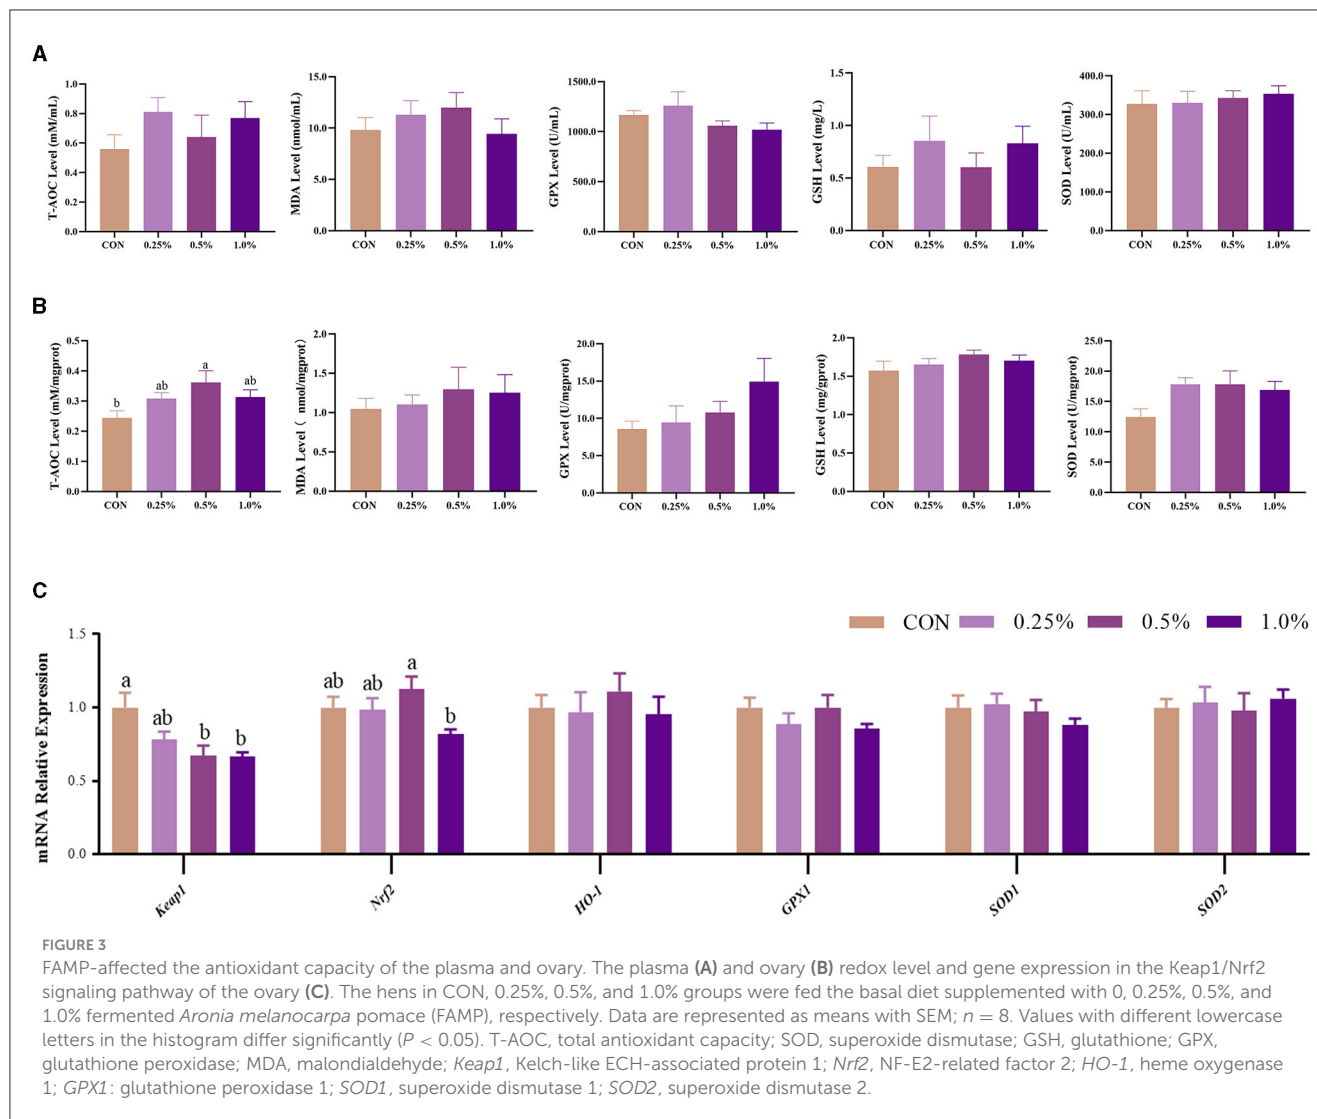 A
T-AOC Level (mM/mL)
1.0
0.8
0.6
0.4
0.2
0.0
CON 0.25% 0.5% 1.0%
MDA Level (nmol/mL)
15.0
10.0
5.0
0.0
CON 0.25% 0.5% 1.0%
GPX Level (U/mL)
1500.0
1000.0
500.0
0.0
CON 0.25% 0.5% 1.0%
GSH Level (mg/L)
1.5
1.0
0.5
0.0
CON 0.25% 0.5% 1.0%
SOD Level (U/mL)
400.0
300.0
200.0
100.0
0.0
CON 0.25% 0.5% 1.0%
B
T-AOC Level (mM/mgprot)
0.5
0.4
0.3
0.2
0.1
0.0
b ab a ab
CON 0.25% 0.5% 1.0%
MDA Level ( nmol/mgprot)
2.0
1.5
1.0
0.5
0.0
CON 0.25% 0.5% 1.0%
GPX Level (U/mgprot)
20.0
15.0
10.0
5.0
0.0
CON 0.25% 0.5% 1.0%
GSH Level (mg/gprot)
2.0
1.5
1.0
0.5
0.0
CON 0.25% 0.5% 1.0%
SOD Level (U/mgprot)
25.0
20.0
15.0
10.0
5.0
0.0
CON 0.25% 0.5% 1.0%
C
CON 0.25% 0.5% 1.0%
mRNA Relative Expression
1.5
1.0
0.5
0.0
a ab b b
ab ab a b
Keap1 Nrf2 HO-1 GPX1 SOD1 SOD2
FIGURE 3
FAMP-affected the antioxidant capacity of the plasma and ovary. The plasma (A) and ovary (B) redox level and gene expression in the Keap1/Nrf2
signaling pathway of the ovary (C). The hens in CON, 0.25%, 0.5%, and 1.0% groups were fed the basal diet supplemented with 0, 0.25%, 0.5%, and
1.0% fermented Aronia melanocarpa pomace (FAMP), respectively. Data are represented as means with SEM; n = 8. Values with different lowercase
letters in the histogram differ significantly (P < 0.05). T-AOC, total antioxidant capacity; SOD, superoxide dismutase; GSH, glutathione; GPX,
glutathione peroxidase; MDA, malondialdehyde; Keap1, Kelch-like ECH-associated protein 1; Nrf2, NF-E2-related factor 2; HO-1, heme oxygenase
1; GPX1: glutathione peroxidase 1; SOD1, superoxide dismutase 1; SOD2, superoxide dismutase 2.